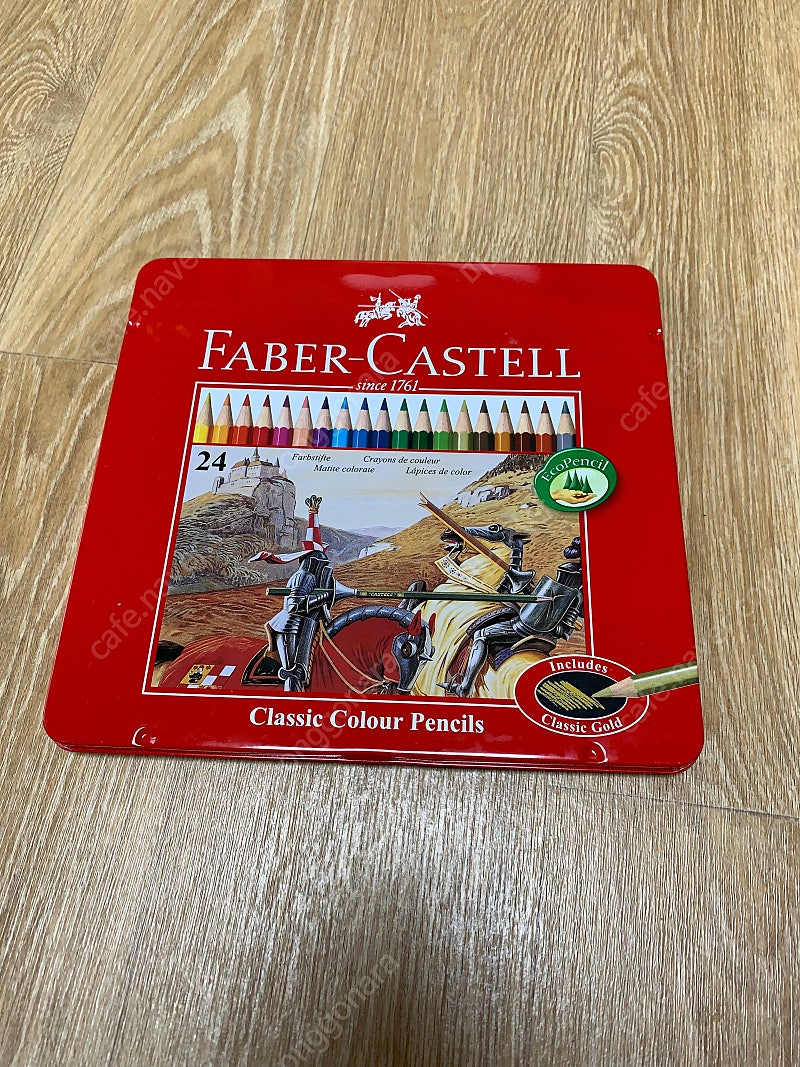 FABER-CASTELL
since 1761
24
Farbstifte Crayons de couleur
Matite colorate Lápices de color
EcoPencil
CASTELL
Includes
Classic Gold
Classic Colour Pencils